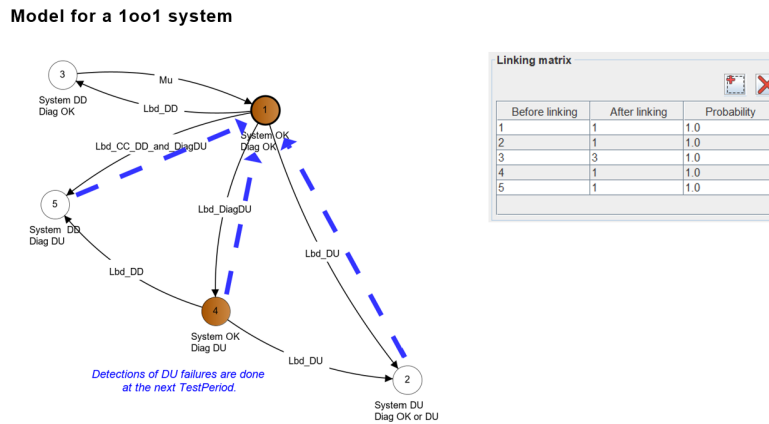 Model for a 1oo1 system
3
System DD
Diag OK
Mu
Lbd_DD
1
System OK
Diag OK
Lbd_CC_DD_and_DiagDU
5
System DD
Diag DU
Lbd_DiagDU
Lbd_DU
Lbd_DD
4
System OK
Diag DU
Lbd_DU
Detections of DU failures are done
at the next TestPeriod.
2
System DU
Diag OK or DU
Linking matrix
Before linking After linking Probability
1 1 1.0
2 1 1.0
3 3 1.0
4 1 1.0
5 1 1.0